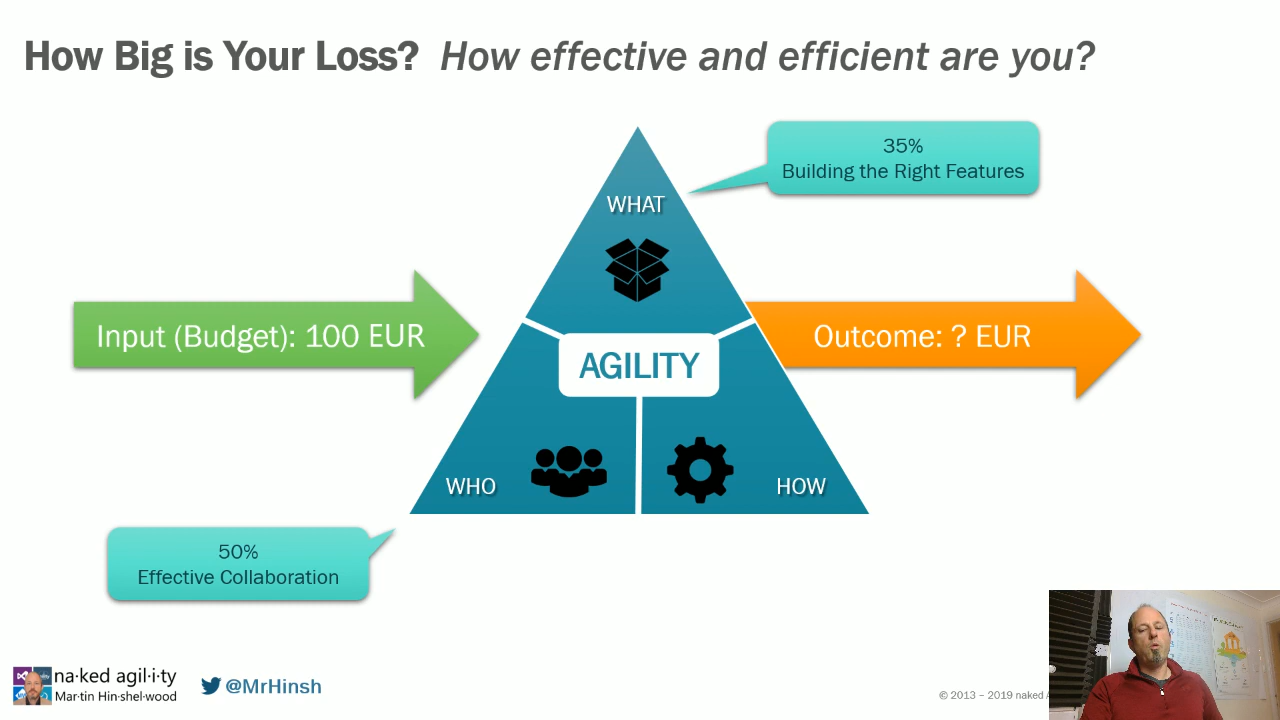 How Big is Your Loss? How effective and efficient are you?
35%
Building the Right Features
WHAT
Input (Budget): 100 EUR
Outcome: ? EUR
AGILITY
WHO
HOW
50%
Effective Collaboration
na·ked agil·i·ty
Mar·tin Hin·shel·wood
@MrHinsh
© 2013 – 2019 naked